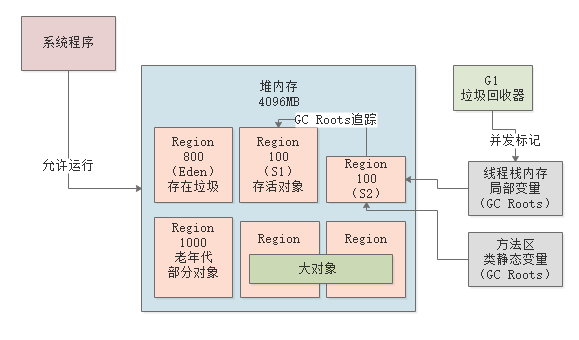 系统程序
允许运行
堆内存
4096MB
GC Roots追踪
Region
800
(Eden)
存在垃圾
Region
100
(S1)
存活对象
Region
100
(S2)
Region
1000
老年代
部分对象
Region
Region
大对象
G1
垃圾回收器
并发标记
线程栈内存
局部变量
(GC Roots)
方法区
类静态变量
(GC Roots)